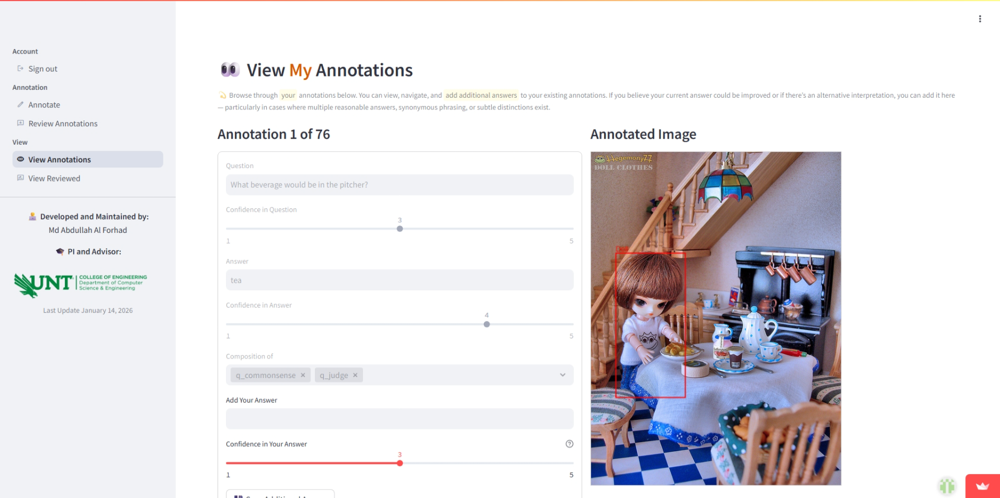 Account
Sign out
Annotation
Annotate
Review Annotations
View
View Annotations
View Reviewed
Developed and Maintained by:
Md Abdullah Al Forhad
PI and Advisor:
UNT
COLLEGE OF ENGINEERING
Department of Computer
Science & Engineering
Last Update January 14, 2026
View My Annotations
Browse through your annotations below. You can view, navigate, and add additional answers to your existing annotations. If you believe your current answer could be improved or if there's an alternative interpretation, you can add it here
— particularly in cases where multiple reasonable answers, synonymous phrasing, or subtle distinctions exist.
Annotation 1 of 76
Question
What beverage would be in the pitcher?
Confidence in Question
3
1 5
Answer
tea
Confidence in Answer
4
1 5
Composition of
q_commonsense × q_judge ×
Add Your Answer
Confidence in Your Answer
3
1 5
Annotated Image
Hegemony77
DOLL CLOTHES